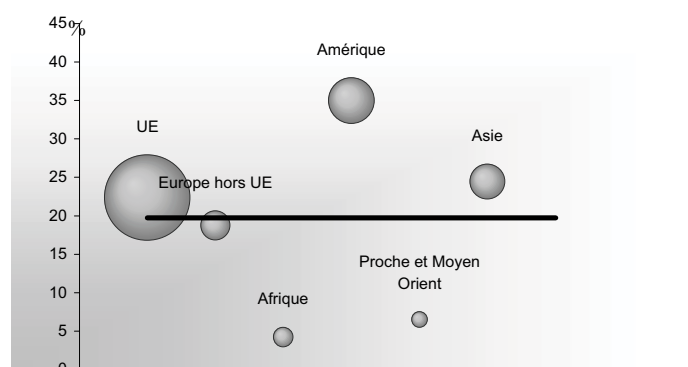 45%
40
Amérique
35
30
UE
Asie
25
Europe hors UE
20
15
Proche et Moyen
Orient
10
Afrique
5
0